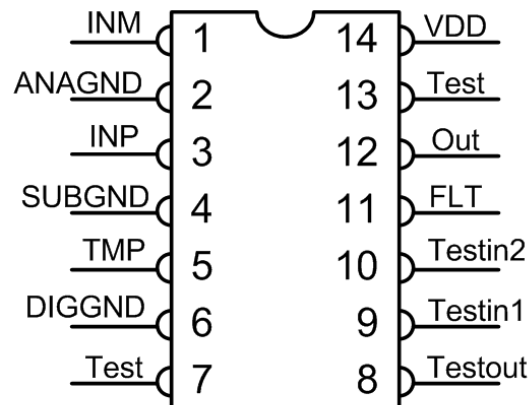 INM 1 14 VDD
ANAGND 2 13 Test
INP 3 12 Out
SUBGND 4 11 FLT
TMP 5 10 Testin2
DIGGND 6 9 Testin1
Test 7 8 Testout